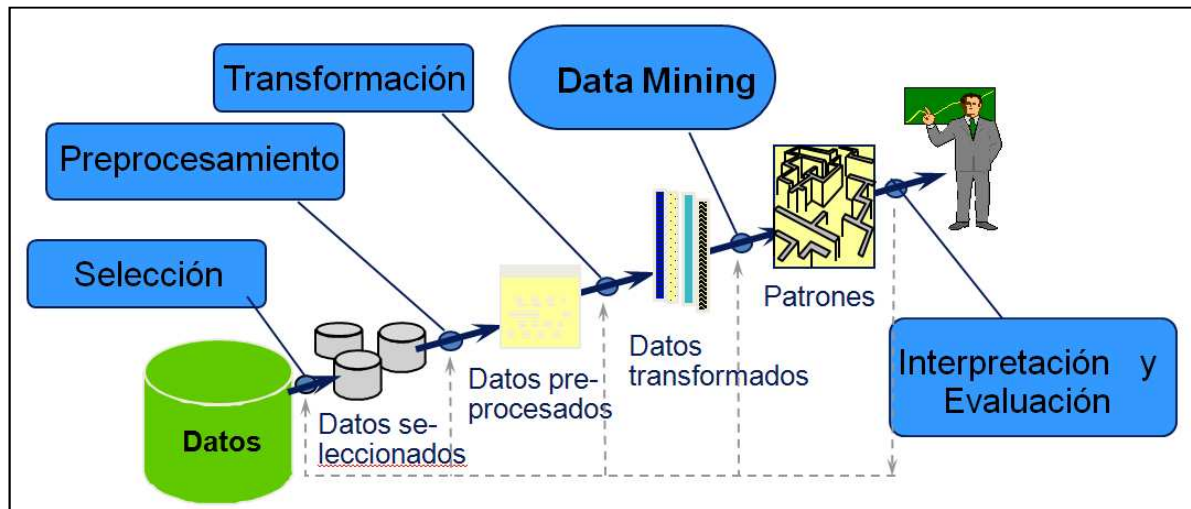 Transformación
Data Mining
Preprocesamiento
Selección
Datos
Datos se-
leccionados
Datos pre-
procesados
Datos
transformados
Patrones
Interpretación y
Evaluación